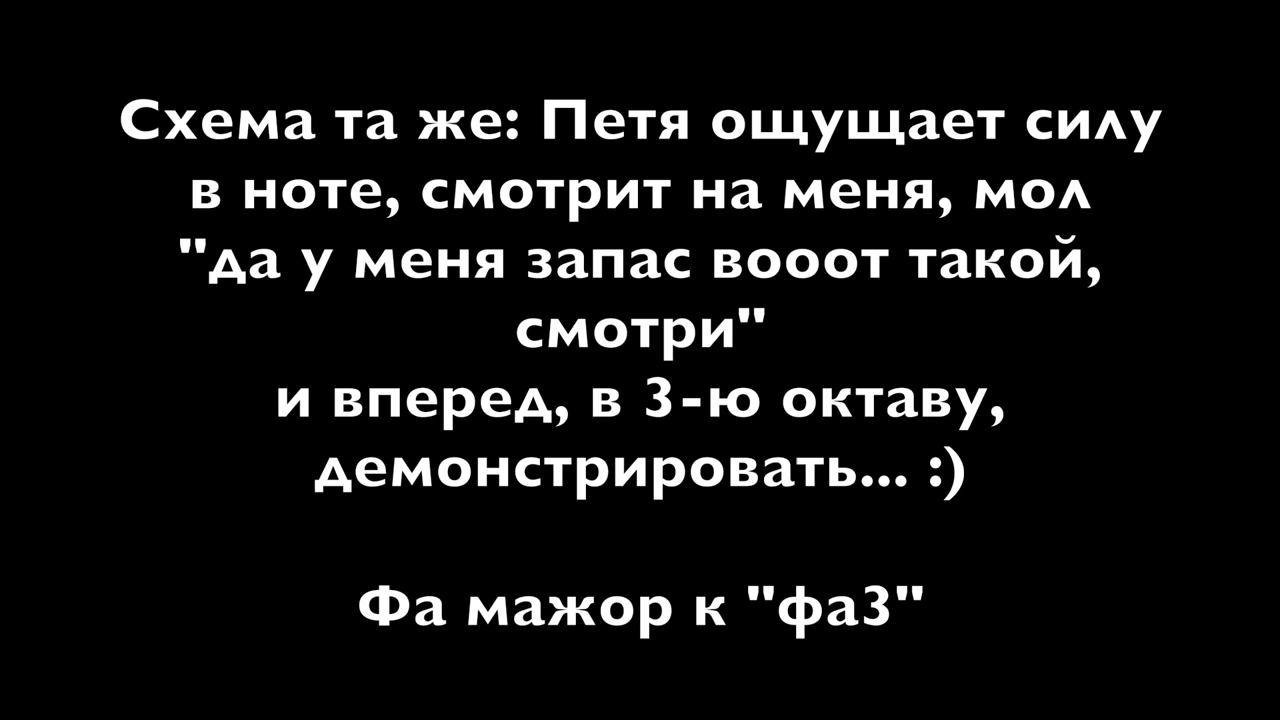 Схема та же: Петя ощущает силу
в ноте, смотрит на меня, мол
"да у меня запас вооот такой,
смотри"
и вперед, в 3-ю октаву,
демонстрировать... :)
Фа мажор к "фа3"